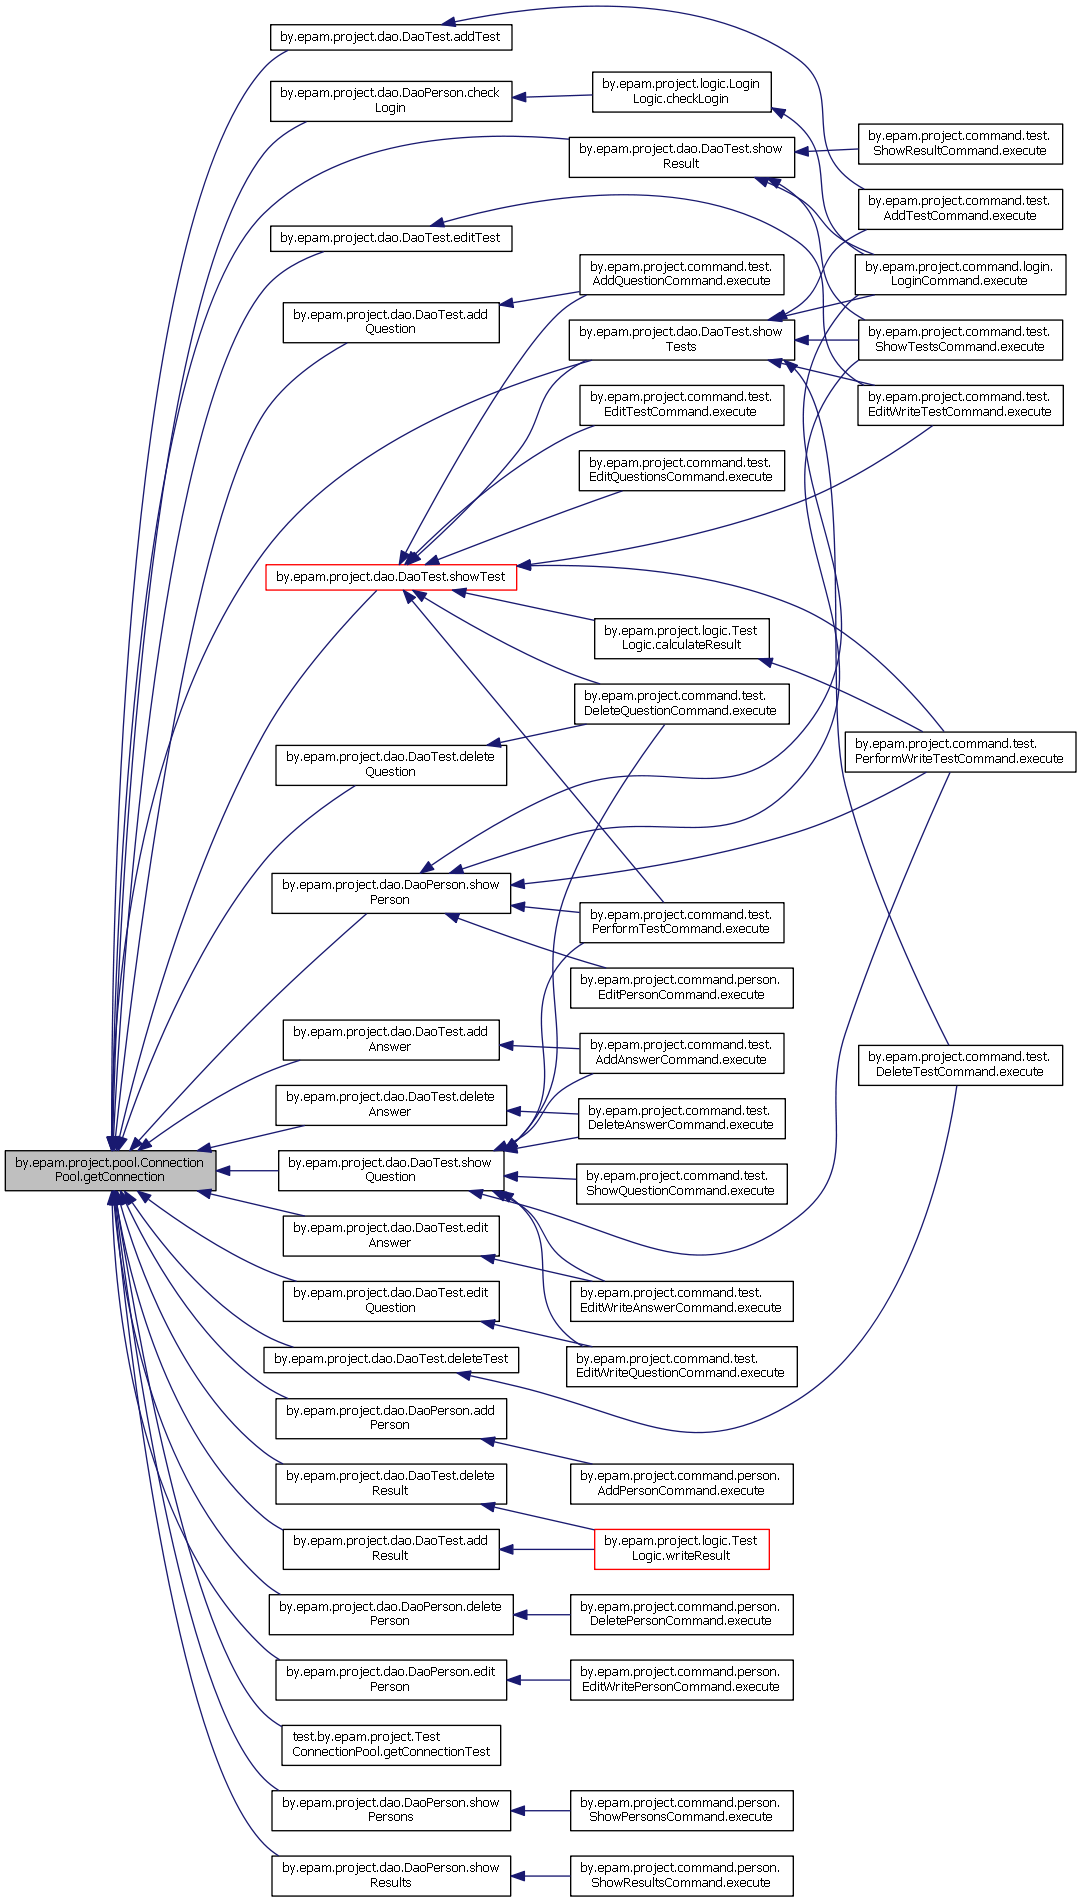 by.epam.project.dao.DaoTest.addTest
by.epam.project.dao.DaoPerson.check
Login
by.epam.project.logic.Login
Logic.checkLogin
by.epam.project.command.test.
ShowResultCommand.execute
by.epam.project.dao.DaoTest.show
Result
by.epam.project.command.test.
AddTestCommand.execute
by.epam.project.dao.DaoTest.editTest
by.epam.project.command.test.
AddQuestionCommand.execute
by.epam.project.command.login.
LoginCommand.execute
by.epam.project.dao.DaoTest.add
Question
by.epam.project.dao.DaoTest.show
Tests
by.epam.project.command.test.
ShowTestsCommand.execute
by.epam.project.command.test.
EditTestCommand.execute
by.epam.project.command.test.
EditWriteTestCommand.execute
by.epam.project.command.test.
EditQuestionsCommand.execute
by.epam.project.dao.DaoTest.showTest
by.epam.project.logic.Test
Logic.calculateResult
by.epam.project.command.test.
DeleteQuestionCommand.execute
by.epam.project.dao.DaoTest.delete
Question
by.epam.project.command.test.
PerformWriteTestCommand.execute
by.epam.project.dao.DaoPerson.show
Person
by.epam.project.command.test.
PerformTestCommand.execute
by.epam.project.command.person.
EditPersonCommand.execute
by.epam.project.dao.DaoTest.add
Answer
by.epam.project.command.test.
AddAnswerCommand.execute
by.epam.project.command.test.
DeleteTestCommand.execute
by.epam.project.dao.DaoTest.delete
Answer
by.epam.project.command.test.
DeleteAnswerCommand.execute
by.epam.project.pool.Connection
Pool.getConnection
by.epam.project.dao.DaoTest.show
Question
by.epam.project.command.test.
ShowQuestionCommand.execute
by.epam.project.dao.DaoTest.edit
Answer
by.epam.project.command.test.
EditWriteAnswerCommand.execute
by.epam.project.dao.DaoTest.edit
Question
by.epam.project.command.test.
EditWriteQuestionCommand.execute
by.epam.project.dao.DaoTest.deleteTest
by.epam.project.dao.DaoPerson.add
Person
by.epam.project.command.person.
AddPersonCommand.execute
by.epam.project.dao.DaoTest.delete
Result
by.epam.project.dao.DaoTest.add
Result
by.epam.project.logic.Test
Logic.writeResult
by.epam.project.dao.DaoPerson.delete
Person
by.epam.project.command.person.
DeletePersonCommand.execute
by.epam.project.dao.DaoPerson.edit
Person
by.epam.project.command.person.
EditWritePersonCommand.execute
test.by.epam.project.Test
ConnectionPool.getConnectionTest
by.epam.project.dao.DaoPerson.show
Persons
by.epam.project.command.person.
ShowPersonsCommand.execute
by.epam.project.dao.DaoPerson.show
Results
by.epam.project.command.person.
ShowResultsCommand.execute